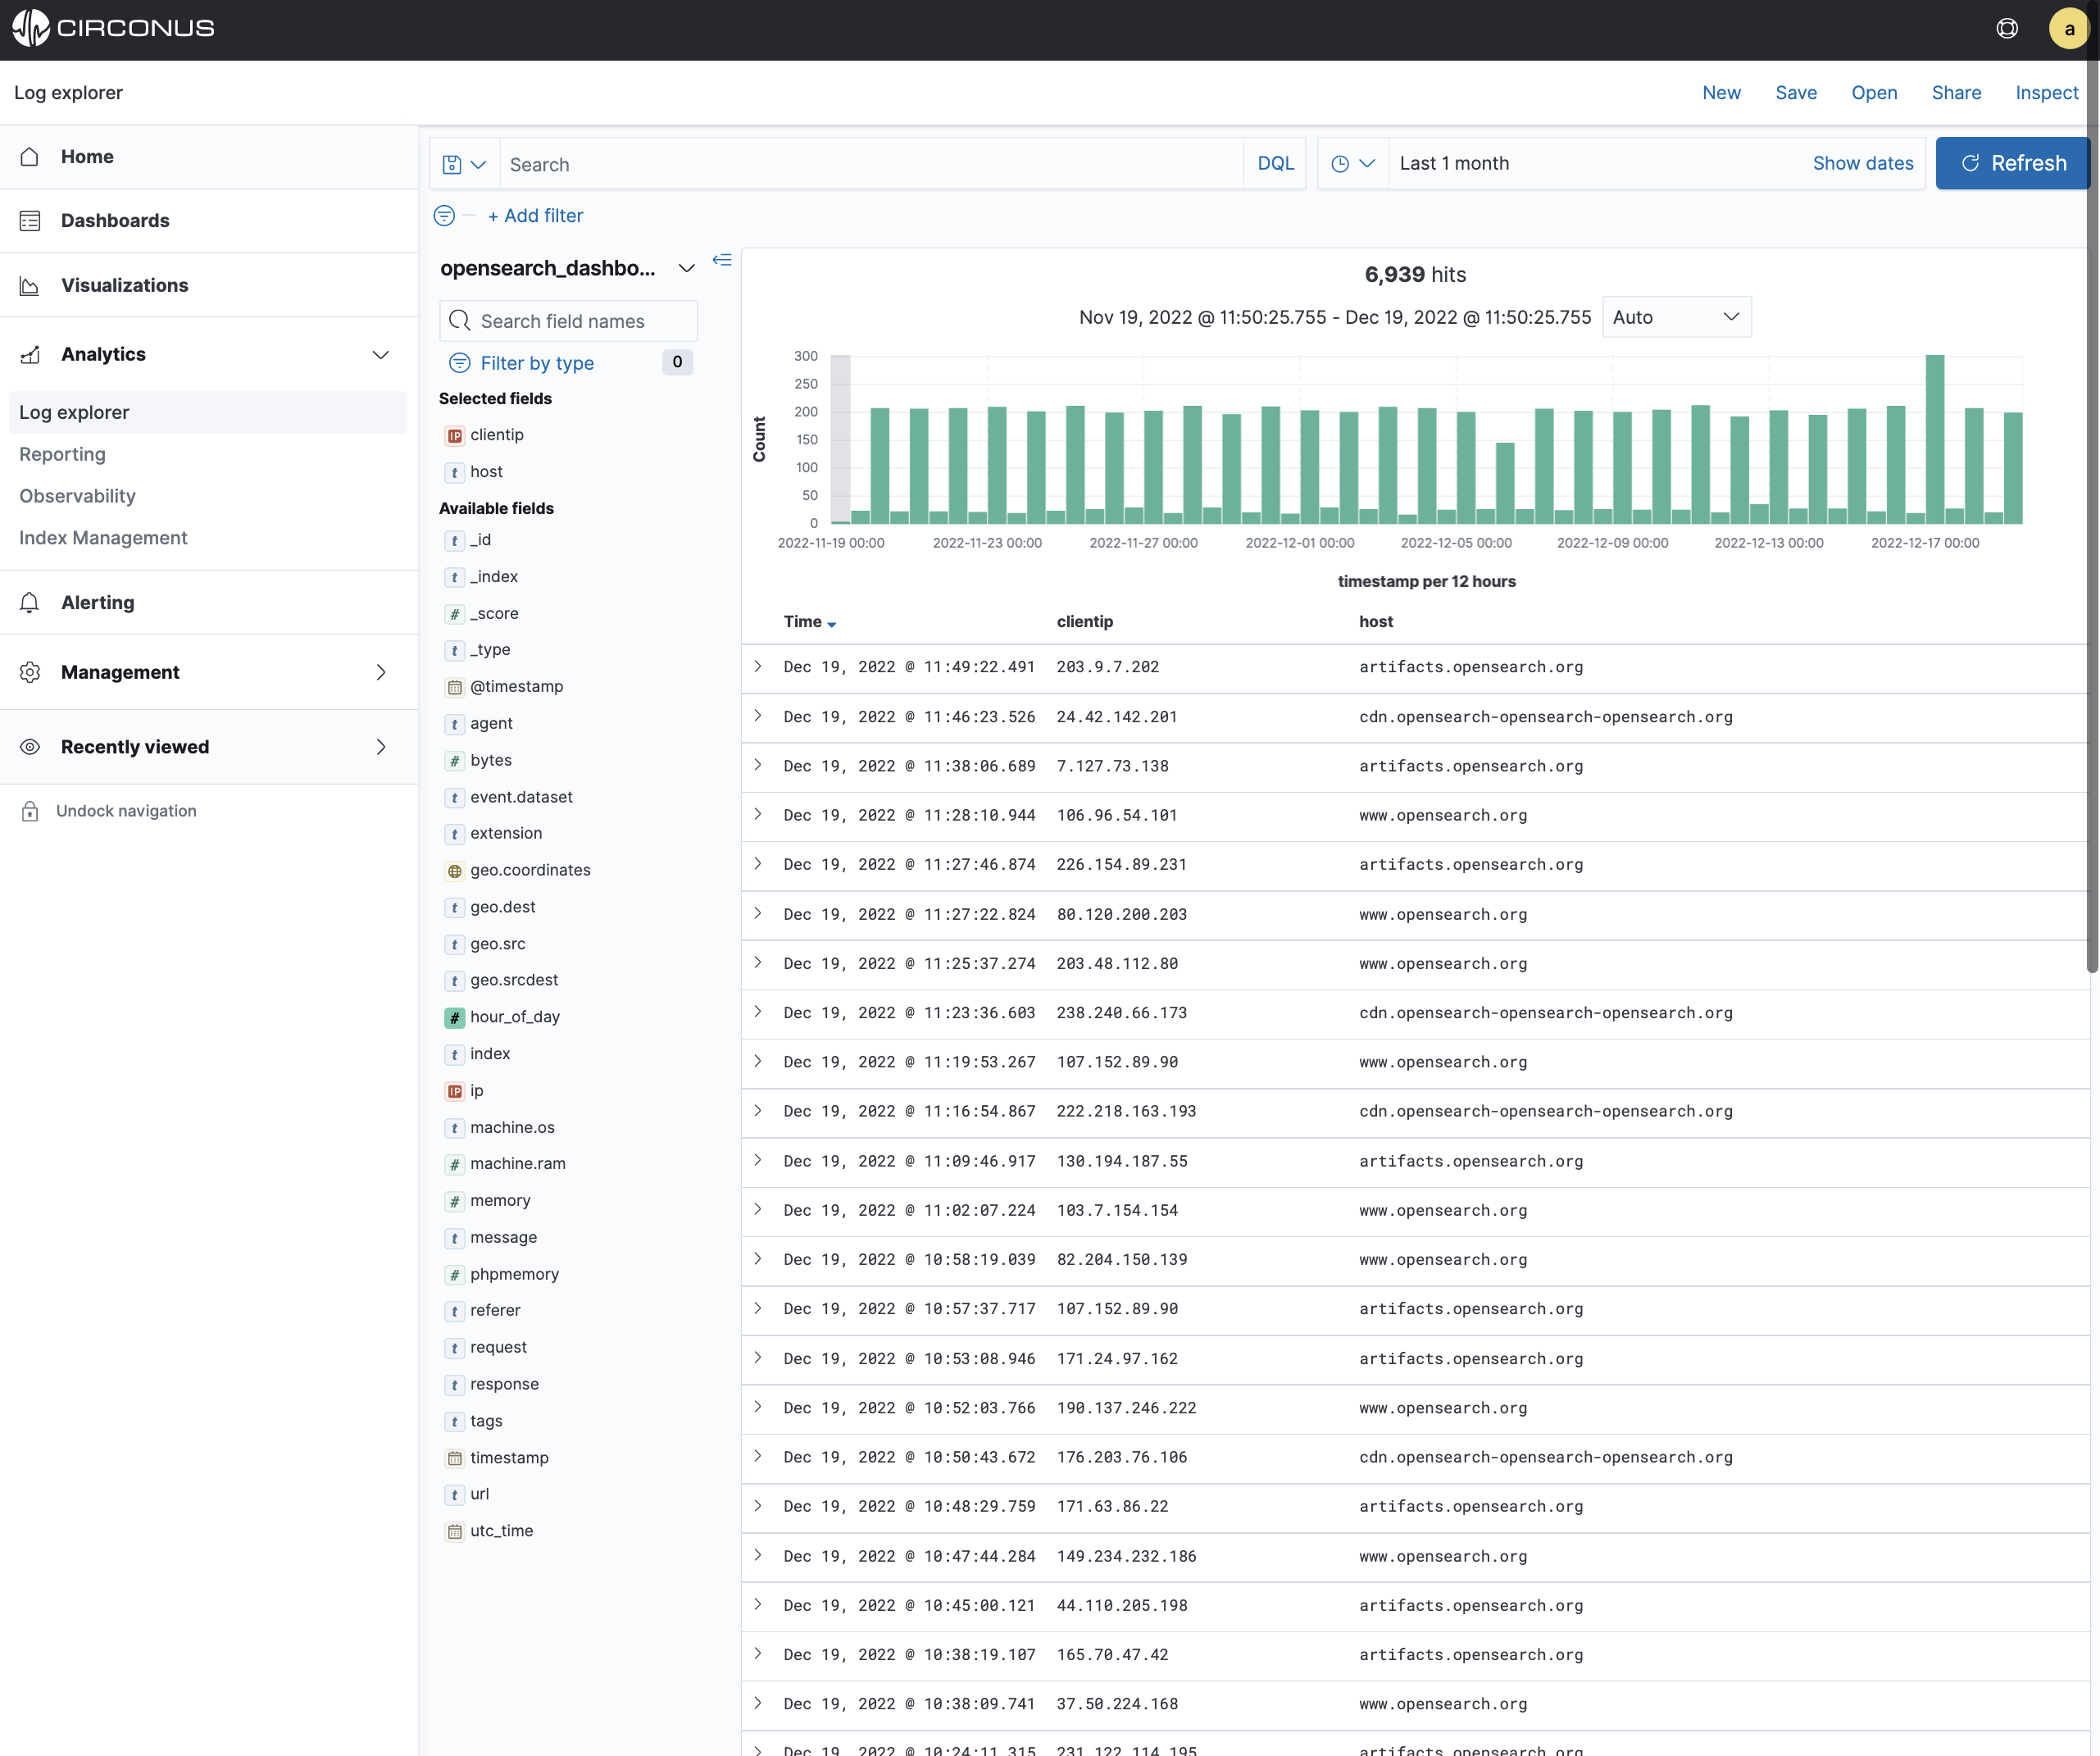 CIRCONUS
a
Log explorer
New Save Open Share Inspect
Home
Dashboards
Visualizations
Analytics
Log explorer
Reporting
Observability
Index Management
Alerting
Management
Recently viewed
Undock navigation
Search DQL
Last 1 month Show dates
Refresh
+ Add filter
opensearch_dashbo...
Search field names
Filter by type 0
Selected fields
IP clientip
t host
Available fields
t _id
t _index
# _score
t _type
@timestamp
t agent
# bytes
t event.dataset
t extension
geo.coordinates
t geo.dest
t geo.src
t geo.srcdest
# hour_of_day
t index
IP ip
t machine.os
# machine.ram
# memory
t message
# phpmemory
t referer
t request
t response
t tags
timestamp
t url
utc_time
6,939 hits
Nov 19, 2022 @ 11:50:25.755 - Dec 19, 2022 @ 11:50:25.755 Auto
Count
300
250
200
150
100
50
0
2022-11-19 00:00 2022-11-23 00:00 2022-11-27 00:00 2022-12-01 00:00 2022-12-05 00:00 2022-12-09 00:00 2022-12-13 00:00 2022-12-17 00:00
timestamp per 12 hours
Time clientip host
Dec 19, 2022 @ 11:49:22.491 203.9.7.202 artifacts.opensearch.org
Dec 19, 2022 @ 11:46:23.526 24.42.142.201 cdn.opensearch-opensearch-opensearch.org
Dec 19, 2022 @ 11:38:06.689 7.127.73.138 artifacts.opensearch.org
Dec 19, 2022 @ 11:28:10.944 106.96.54.101 www.opensearch.org
Dec 19, 2022 @ 11:27:46.874 226.154.89.231 artifacts.opensearch.org
Dec 19, 2022 @ 11:27:22.824 80.120.200.203 www.opensearch.org
Dec 19, 2022 @ 11:25:37.274 203.48.112.80 www.opensearch.org
Dec 19, 2022 @ 11:23:36.603 238.240.66.173 cdn.opensearch-opensearch-opensearch.org
Dec 19, 2022 @ 11:19:53.267 107.152.89.90 www.opensearch.org
Dec 19, 2022 @ 11:16:54.867 222.218.163.193 cdn.opensearch-opensearch-opensearch.org
Dec 19, 2022 @ 11:09:46.917 130.194.187.55 artifacts.opensearch.org
Dec 19, 2022 @ 11:02:07.224 103.7.154.154 www.opensearch.org
Dec 19, 2022 @ 10:58:19.039 82.204.150.139 www.opensearch.org
Dec 19, 2022 @ 10:57:37.717 107.152.89.90 artifacts.opensearch.org
Dec 19, 2022 @ 10:53:08.946 171.24.97.162 artifacts.opensearch.org
Dec 19, 2022 @ 10:52:03.766 190.137.246.222 www.opensearch.org
Dec 19, 2022 @ 10:50:43.672 176.203.76.106 cdn.opensearch-opensearch-opensearch.org
Dec 19, 2022 @ 10:48:29.759 171.63.86.22 artifacts.opensearch.org
Dec 19, 2022 @ 10:47:44.284 149.234.232.186 www.opensearch.org
Dec 19, 2022 @ 10:45:00.121 44.110.205.198 artifacts.opensearch.org
Dec 19, 2022 @ 10:38:19.107 165.70.47.42 artifacts.opensearch.org
Dec 19, 2022 @ 10:38:09.741 37.50.224.168 www.opensearch.org
Dec 19, 2022 @ 10:24:11.315 231.122.114.195 artifacts.opensearch.org